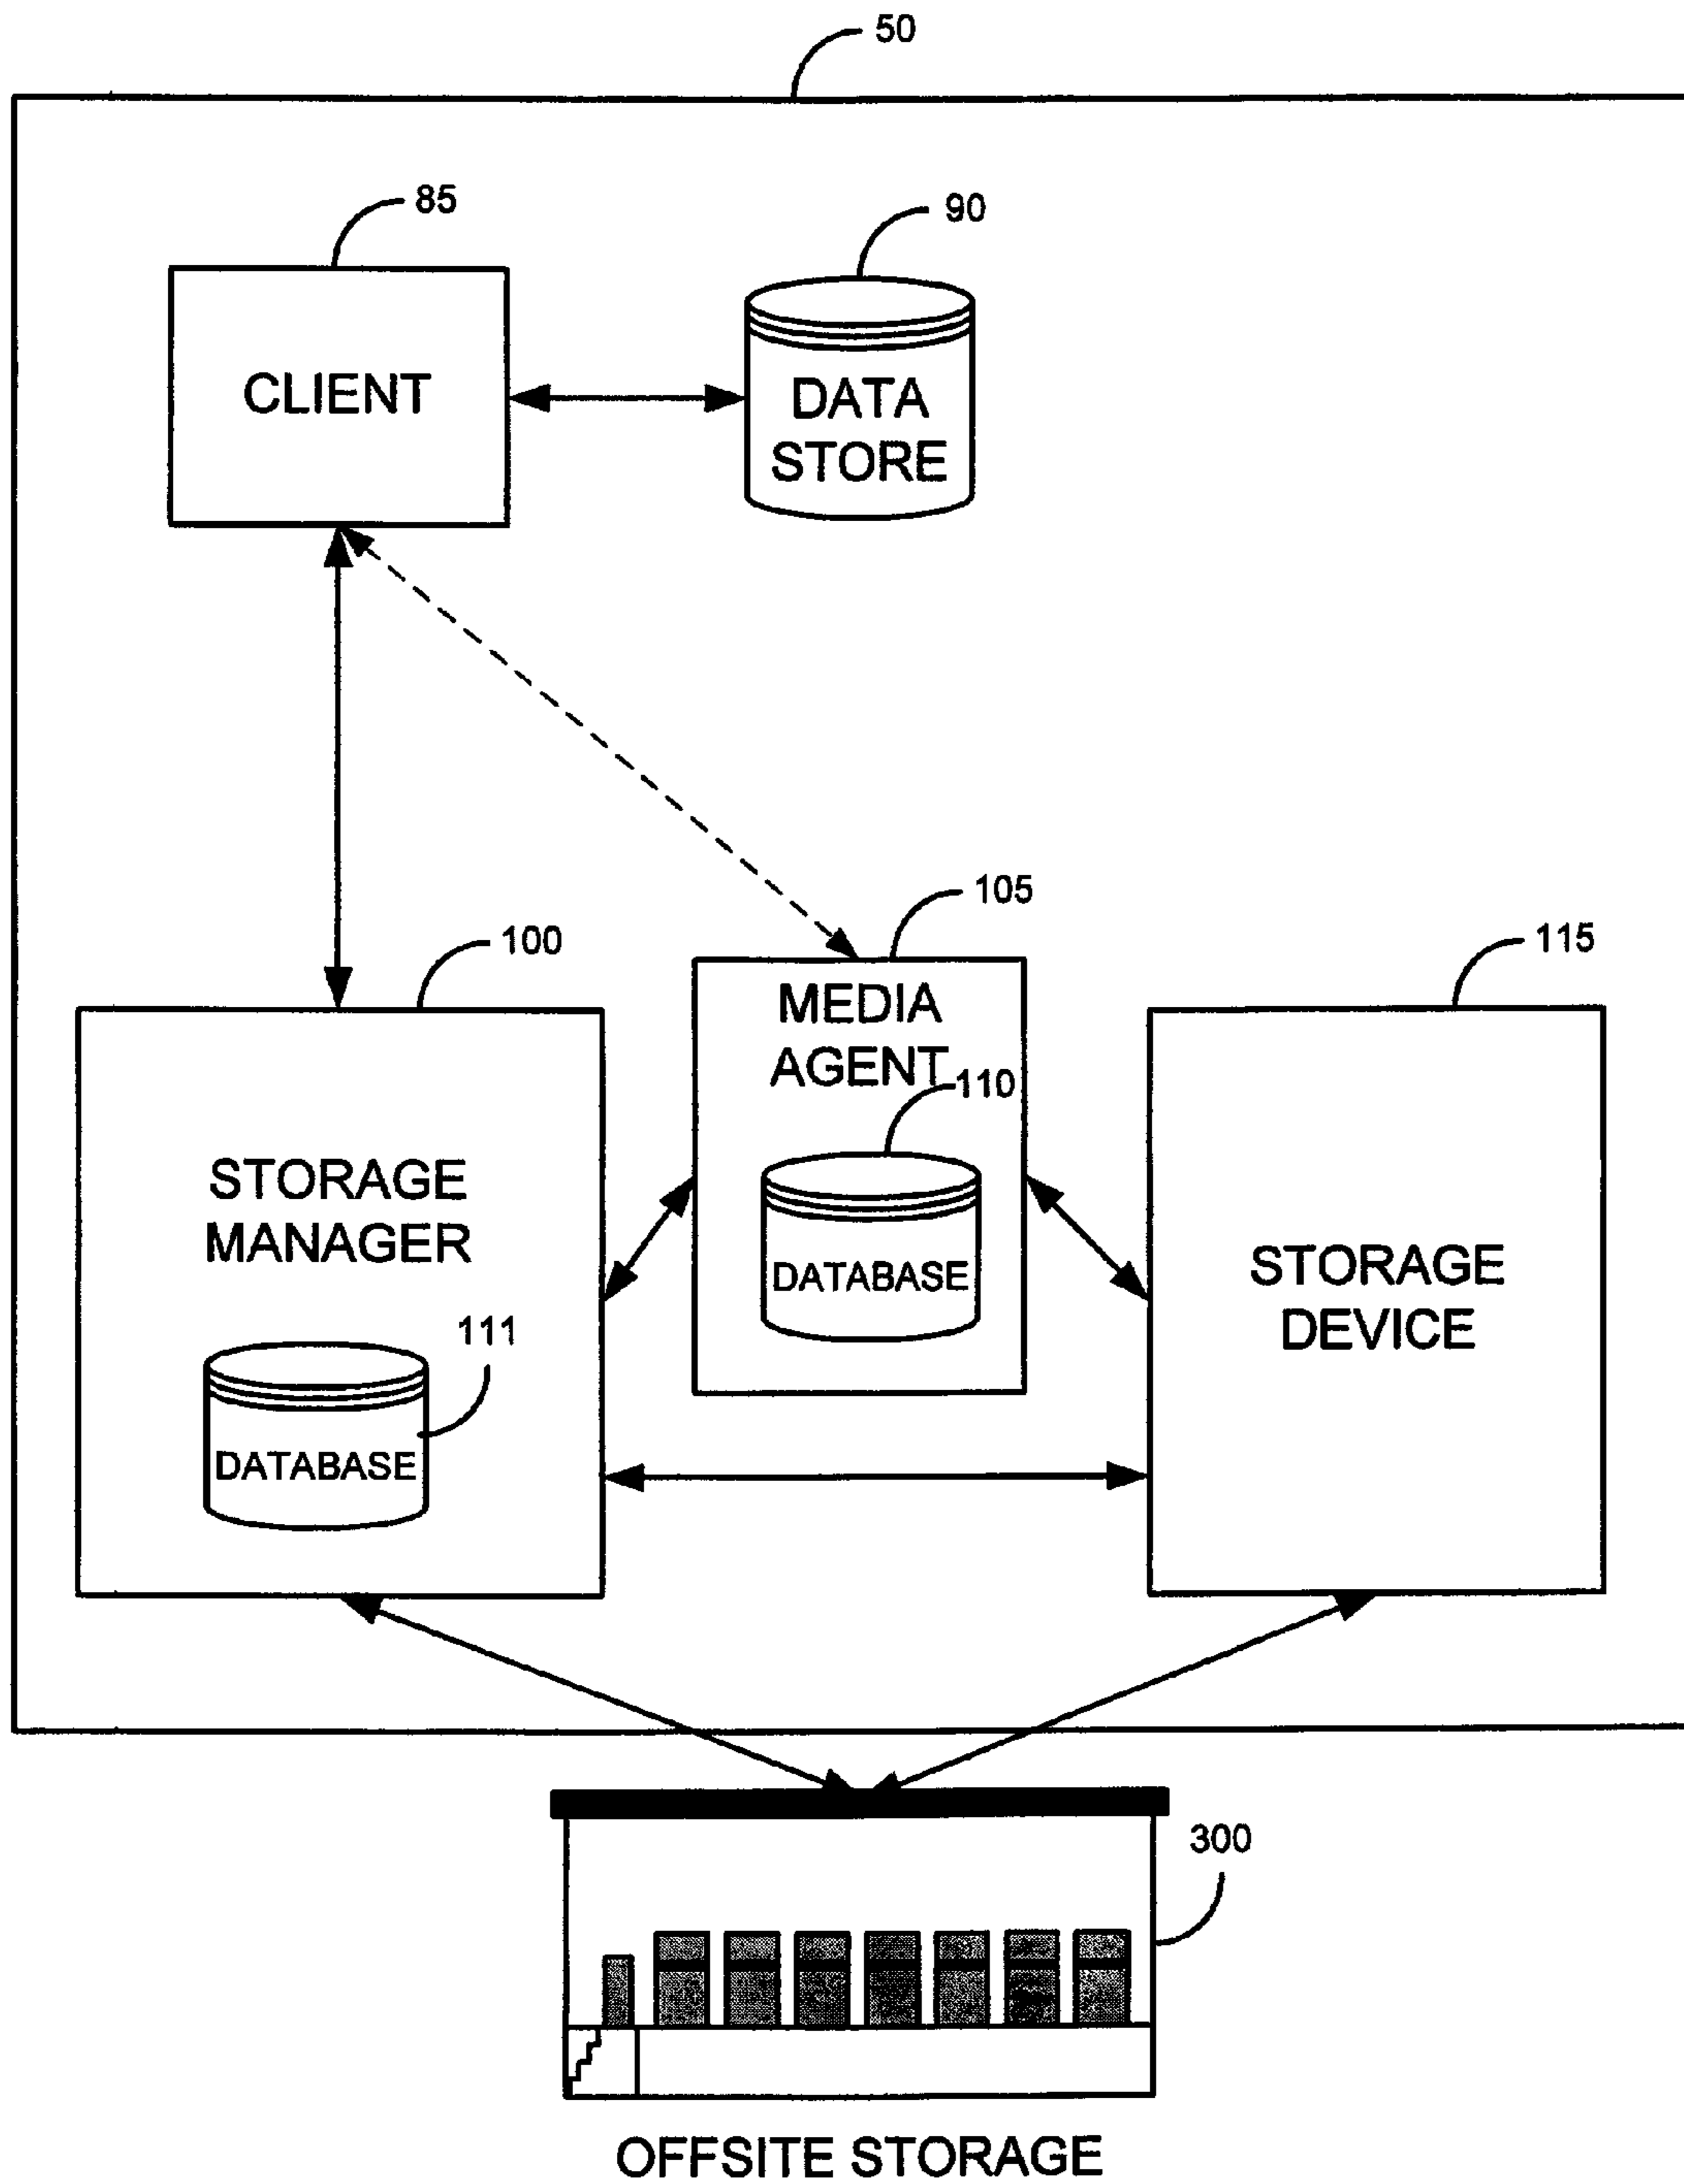 50
85
90
CLIENT
DATA
STORE
105
100
115
MEDIA
AGENT
110
STORAGE
MANAGER
DATABASE
STORAGE
DEVICE
111
DATABASE
300
OFFSITE STORAGE